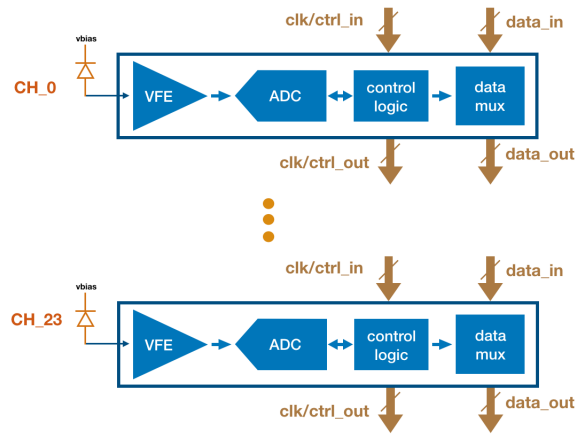 clk/ctrl_in
data_in
vbias
CH_0
VFE
ADC
control
logic
data
mux
clk/ctrl_out
data_out
clk/ctrl_in
data_in
vbias
CH_23
VFE
ADC
control
logic
data
mux
clk/ctrl_out
data_out